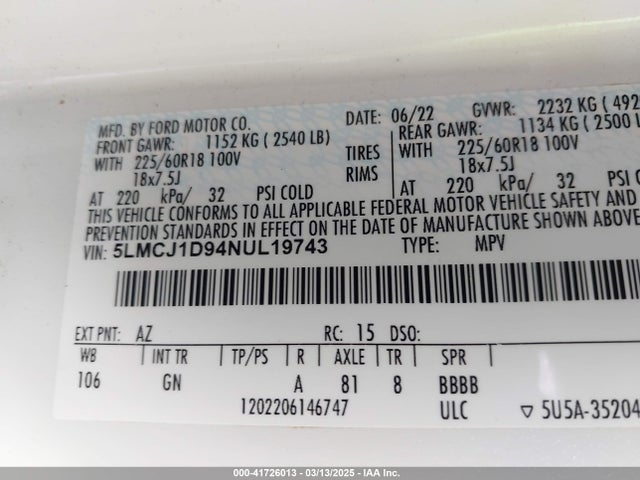 MFD. BY FORD MOTOR CO. DATE: 06/22 GVWR: 2232 KG ( 492
FRONT GAWR: 1152 KG ( 2540 LB) REAR GAWR: 1134 KG ( 2500
WITH 225/60R18 100V TIRES WITH 225/60R18 100V
18x7.5J RIMS 18x7.5J
AT 220 kPa/ 32 PSI COLD AT 220 kPa/ 32 PSI COLD
THIS VEHICLE CONFORMS TO ALL APPLICABLE FEDERAL MOTOR VEHICLE SAFETY AND
PREVENTION STANDARDS IN EFFECT ON THE DATE OF MANUFACTURE SHOWN ABOVE
VIN: 5LMCJ1D94NUL19743 TYPE: MPV
EXT PNT: AZ RC: 15 DSO:
WB INT TR TP/PS R AXLE TR SPR
106 GN A 81 8 BBBB
1202206146747 ULC ▽ 5U5A-35204
000-41726013 - 03/13/2025 - IAA Inc.